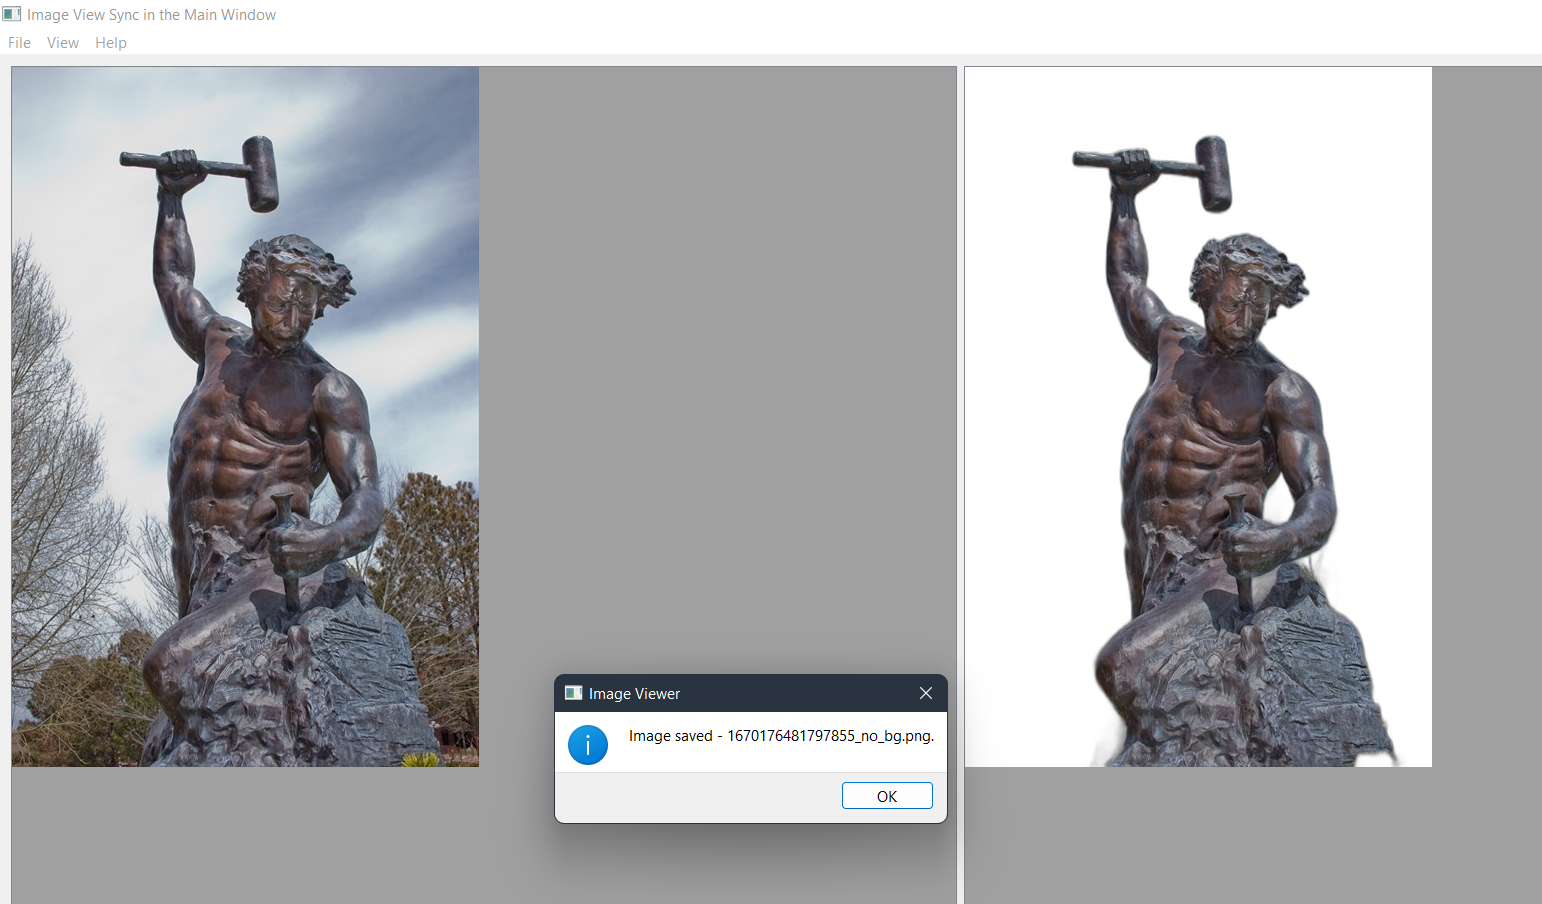 Image View Sync in the Main Window
File View Help
Image Viewer
Image saved - 1670176481797855_no_bg.png.
OK